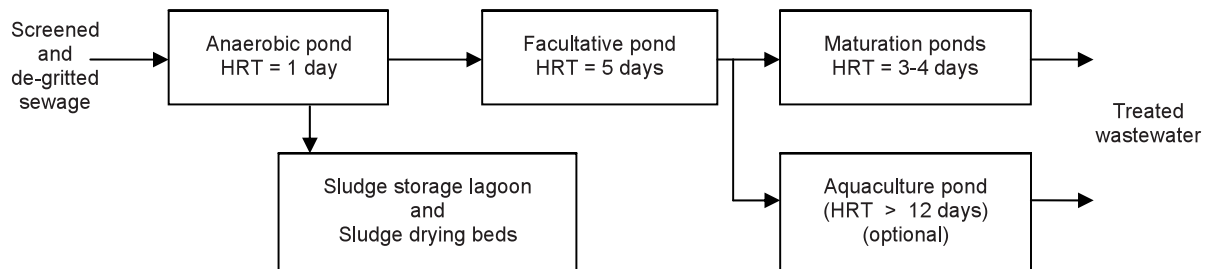 Screened
and
de-gritted
sewage
Anaerobic pond
HRT = 1 day
Facultative pond
HRT = 5 days
Maturation ponds
HRT = 3-4 days
Treated
wastewater
Sludge storage lagoon
and
Sludge drying beds
Aquaculture pond
(HRT > 12 days)
(optional)